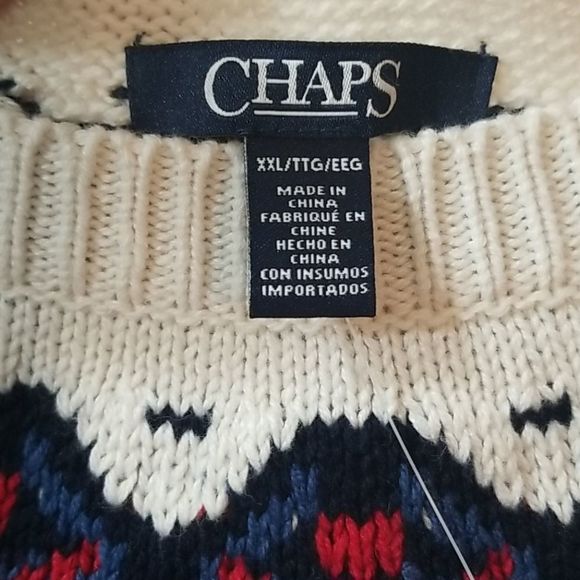 CHAPS
XXL/TTG/EEG
MADE IN
CHINA
FABRIQUÉ EN
CHINE
HECHO EN
CHINA
CON INSUMOS
IMPORTADOS